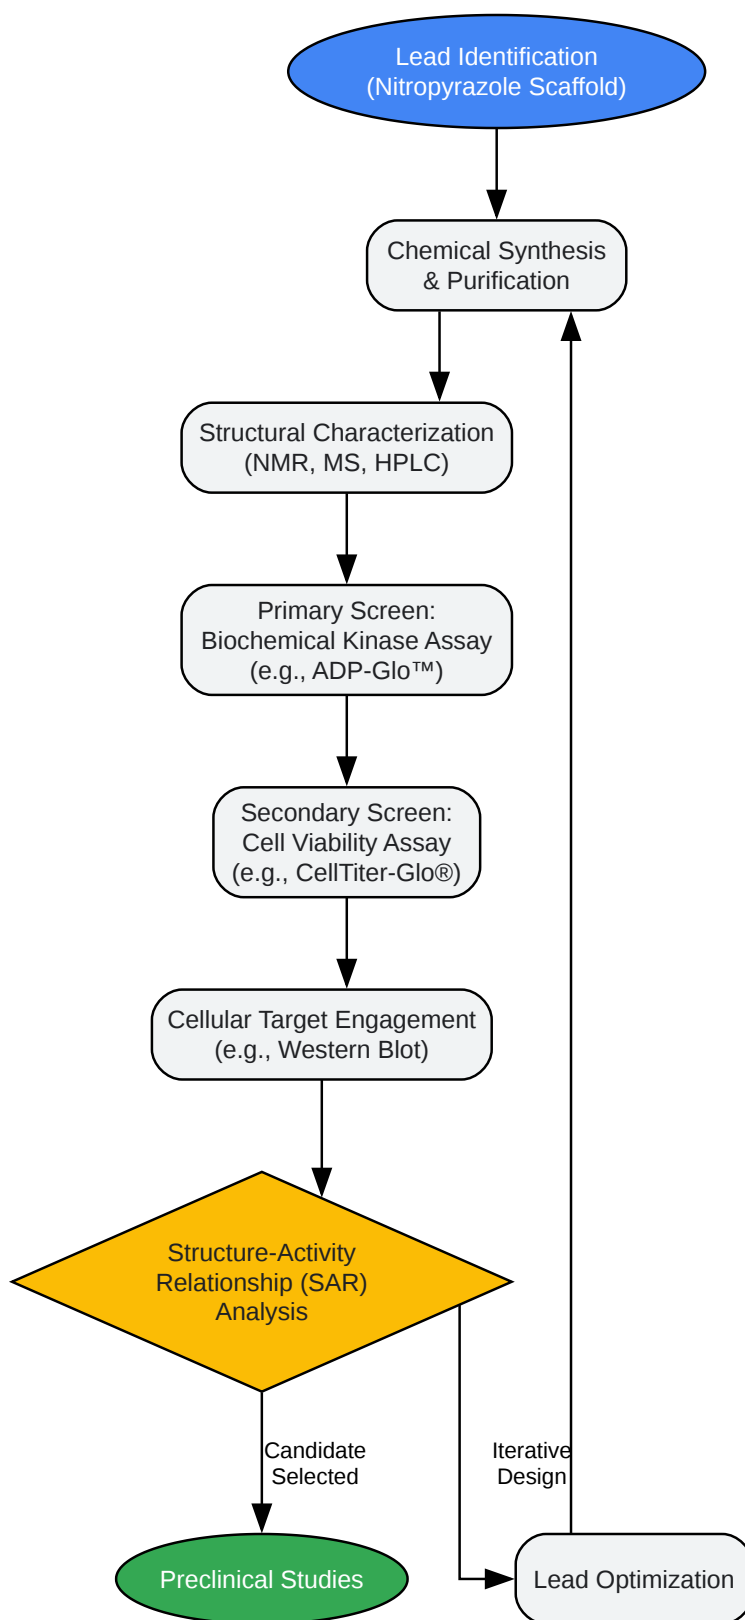 Lead Identification
(Nitropyrazole Scaffold)
Chemical Synthesis
& Purification
Structural Characterization
(NMR, MS, HPLC)
Primary Screen:
Biochemical Kinase Assay
(e.g., ADP-Glo™)
Secondary Screen:
Cell Viability Assay
(e.g., CellTiter-Glo®)
Cellular Target Engagement
(e.g., Western Blot)
Structure-Activity
Relationship (SAR)
Analysis
Candidate
Selected
Iterative
Design
Preclinical Studies
Lead Optimization